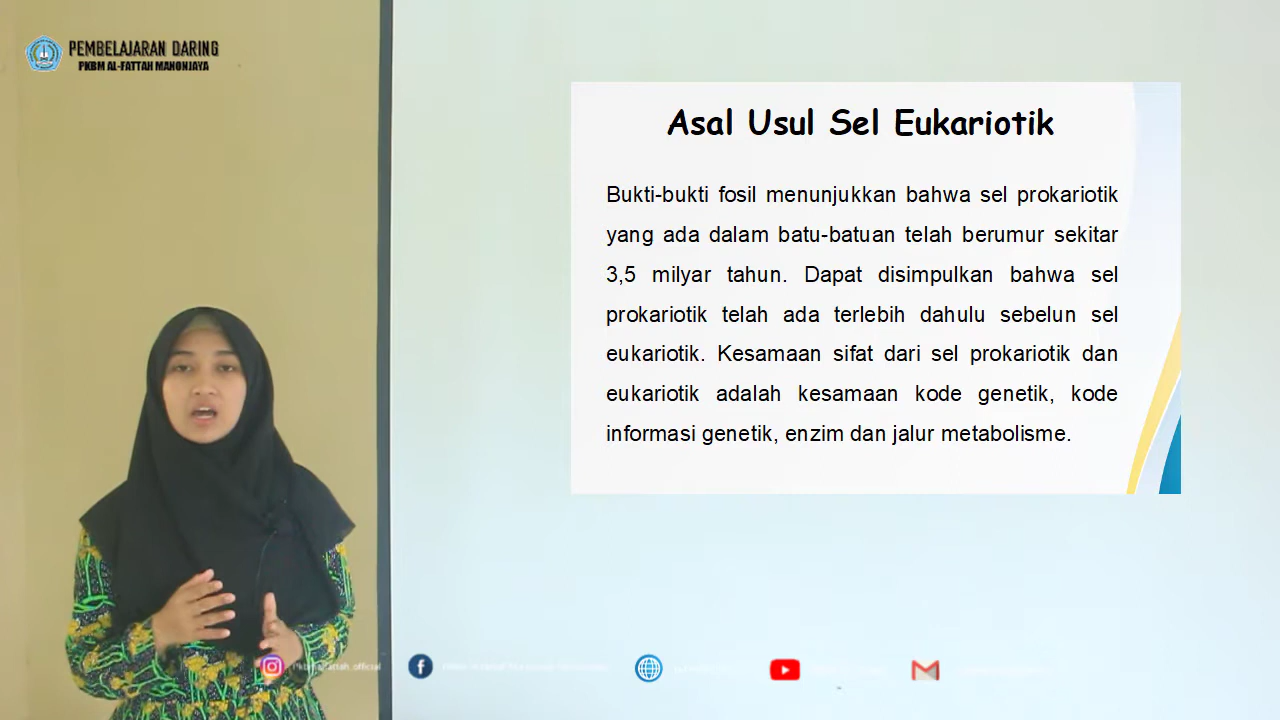 PEMBELAJARAN DARING
PKBM AL-FATTAH MAHONJAYA
Asal Usul Sel Eukariotik
Bukti-bukti fosil menunjukkan bahwa sel prokariotik
yang ada dalam batu-batuan telah berumur sekitar
3,5 milyar tahun. Dapat disimpulkan bahwa sel
prokariotik telah ada terlebih dahulu sebelun sel
eukariotik. Kesamaan sifat dari sel prokariotik dan
eukariotik adalah kesamaan kode genetik, kode
informasi genetik, enzim dan jalur metabolisme.